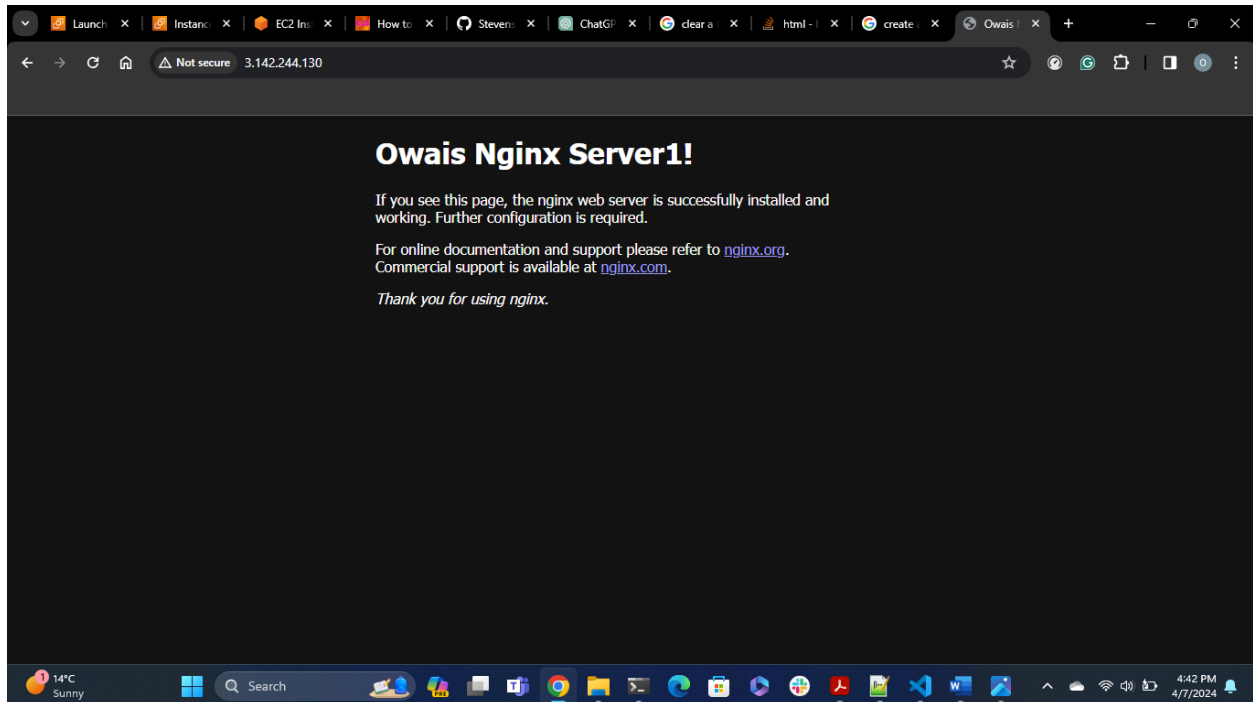 Launch
Instanc
EC2 Ins
How to
Stevens
ChatGP
clear a f
html - 
create a
Owais
Not secure 3.142.244.130
Owais Nginx Server1!
If you see this page, the nginx web server is successfully installed and
working. Further configuration is required.
For online documentation and support please refer to nginx.org.
Commercial support is available at nginx.com.
Thank you for using nginx.
1
14°C
Sunny
Search
PRE
4:42 PM
4/7/2024